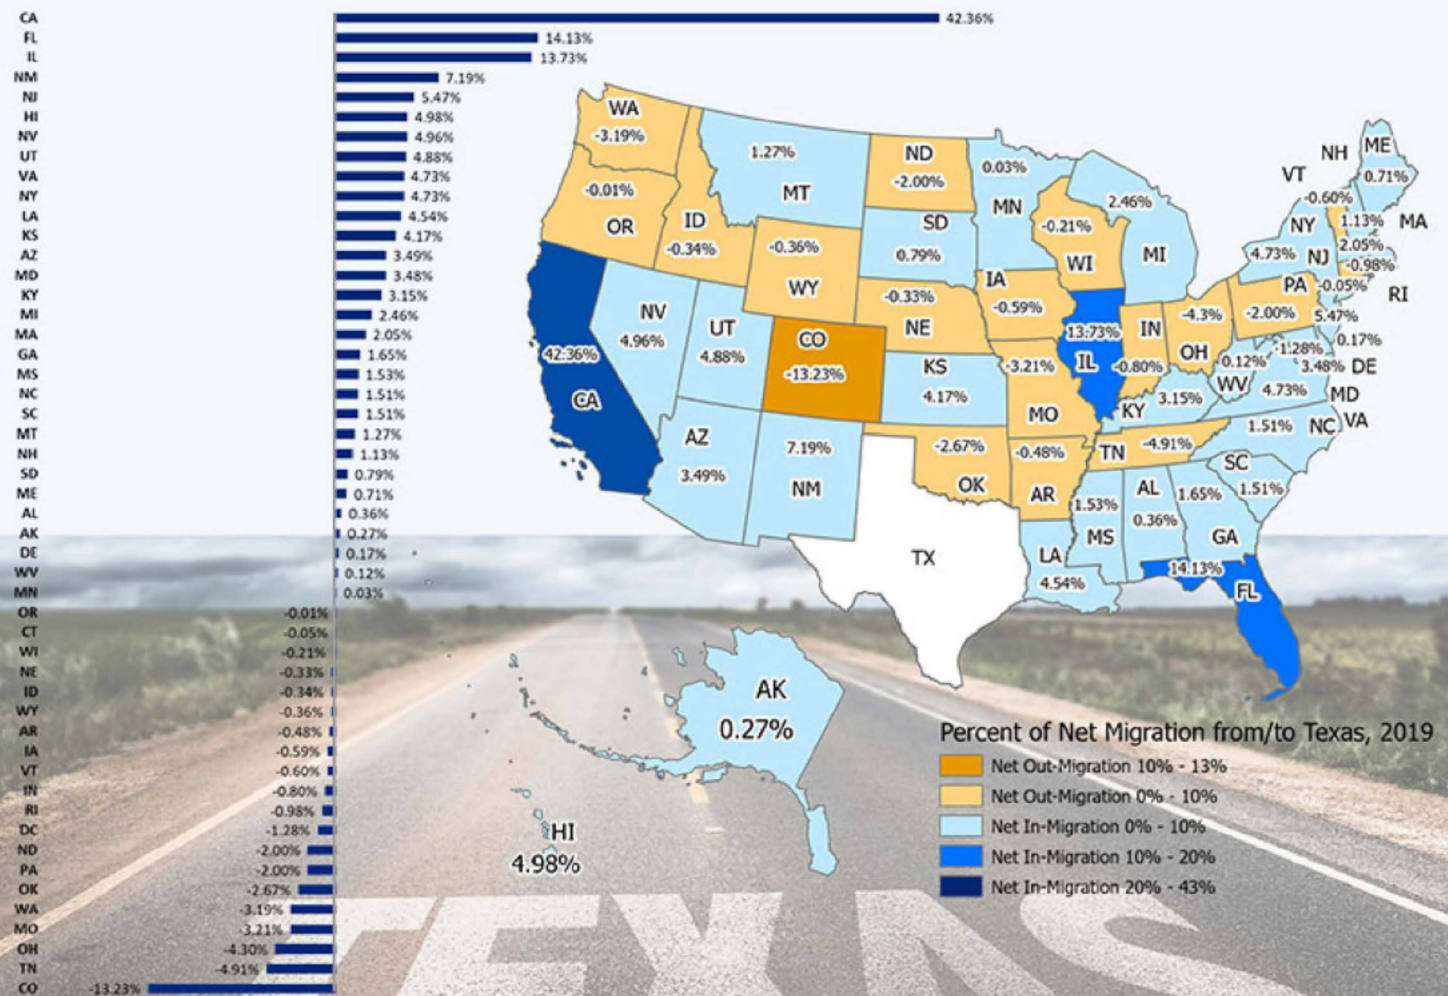 CA 42.36%
FL 14.13%
IL 13.73%
NM 7.19%
NJ 5.47%
HI 4.98%
NV 4.96%
UT 4.88%
VA 4.73%
NY 4.73%
LA 4.54%
KS 4.17%
AZ 3.49%
MD 3.48%
KY 3.15%
MI 2.46%
MA 2.05%
GA 1.65%
MS 1.53%
NC 1.51%
SC 1.51%
MT 1.27%
NH 1.13%
SD 0.79%
ME 0.71%
AL 0.36%
AK 0.27%
DE 0.17%
WV 0.12%
MN 0.03%
OR -0.01%
CT -0.05%
WI -0.21%
NE -0.33%
ID -0.34%
WY -0.36%
AR -0.48%
IA -0.59%
VT -0.60%
IN -0.80%
RI -0.98%
DC -1.28%
ND -2.00%
PA -2.00%
OK -2.67%
WA -3.19%
MO -3.21%
OH -4.30%
TN -4.91%
CO -13.23%
WA
-3.19%
-0.01%
OR
ID
-0.34%
1.27%
MT
-0.36%
WY
ND
-2.00%
SD
0.79%
-0.33%
NE
0.03%
MN
IA
-0.59%
-0.21%
WI
2.46%
MI
42.36%
CA
NV
4.96%
UT
4.88%
CO
-13.23%
KS
4.17%
-3.21%
MO
13.73%
IL
IN
-0.80%
-4.3%
OH
KY
3.15%
0.12%
WV
PA
-2.00%
NY
4.73%
NJ
5.47%
VT
-0.60%
NH
1.13%
ME
0.71%
MA
2.05%
-0.98%
RI
-0.05%
0.17%
DE
-1.28%
3.48%
MD
4.73%
VA
1.51%
NC
SC
1.51%
AZ
3.49%
7.19%
NM
-2.67%
OK
-0.48%
AR
TN
-4.91%
1.53%
MS
AL
0.36%
1.65%
GA
TX
LA
4.54%
14.13%
FL
AK
0.27%
HI
4.98%
Percent of Net Migration from/to Texas, 2019
Net Out-Migration 10% - 13%
Net Out-Migration 0% - 10%
Net In-Migration 0% - 10%
Net In-Migration 10% - 20%
Net In-Migration 20% - 43%
TEXAS